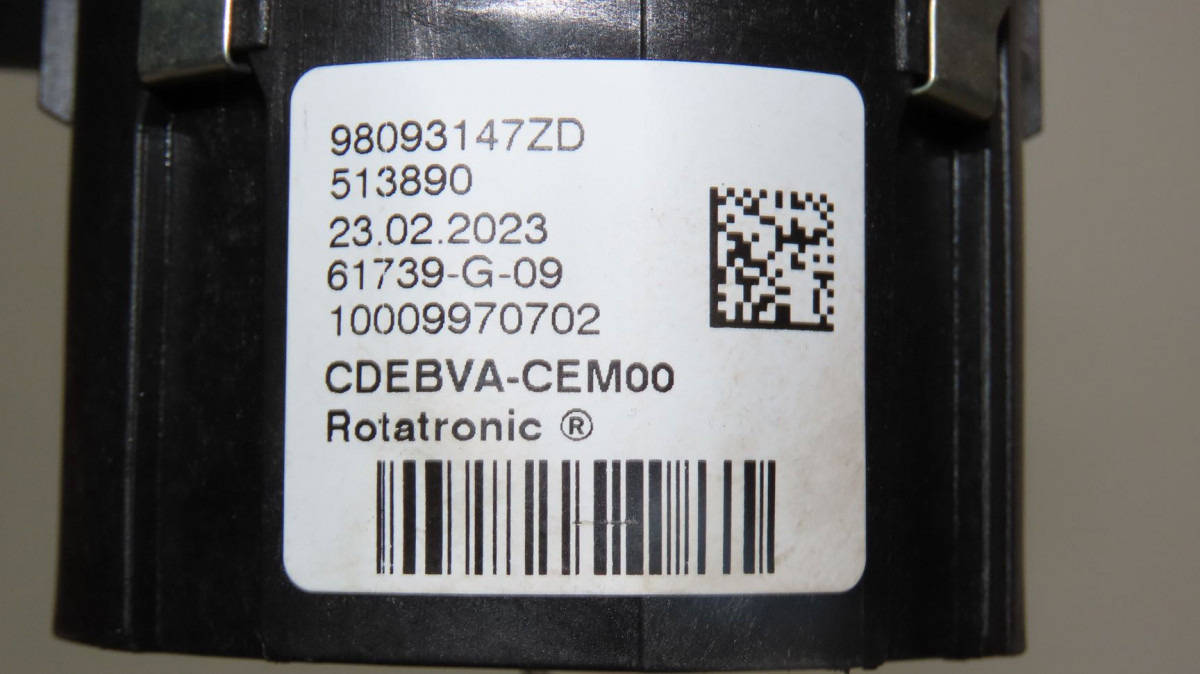 98093147ZD
513890
23.02.2023
61739-G-09
10009970702
CDEBVA-CEM00
Rotatronic ®